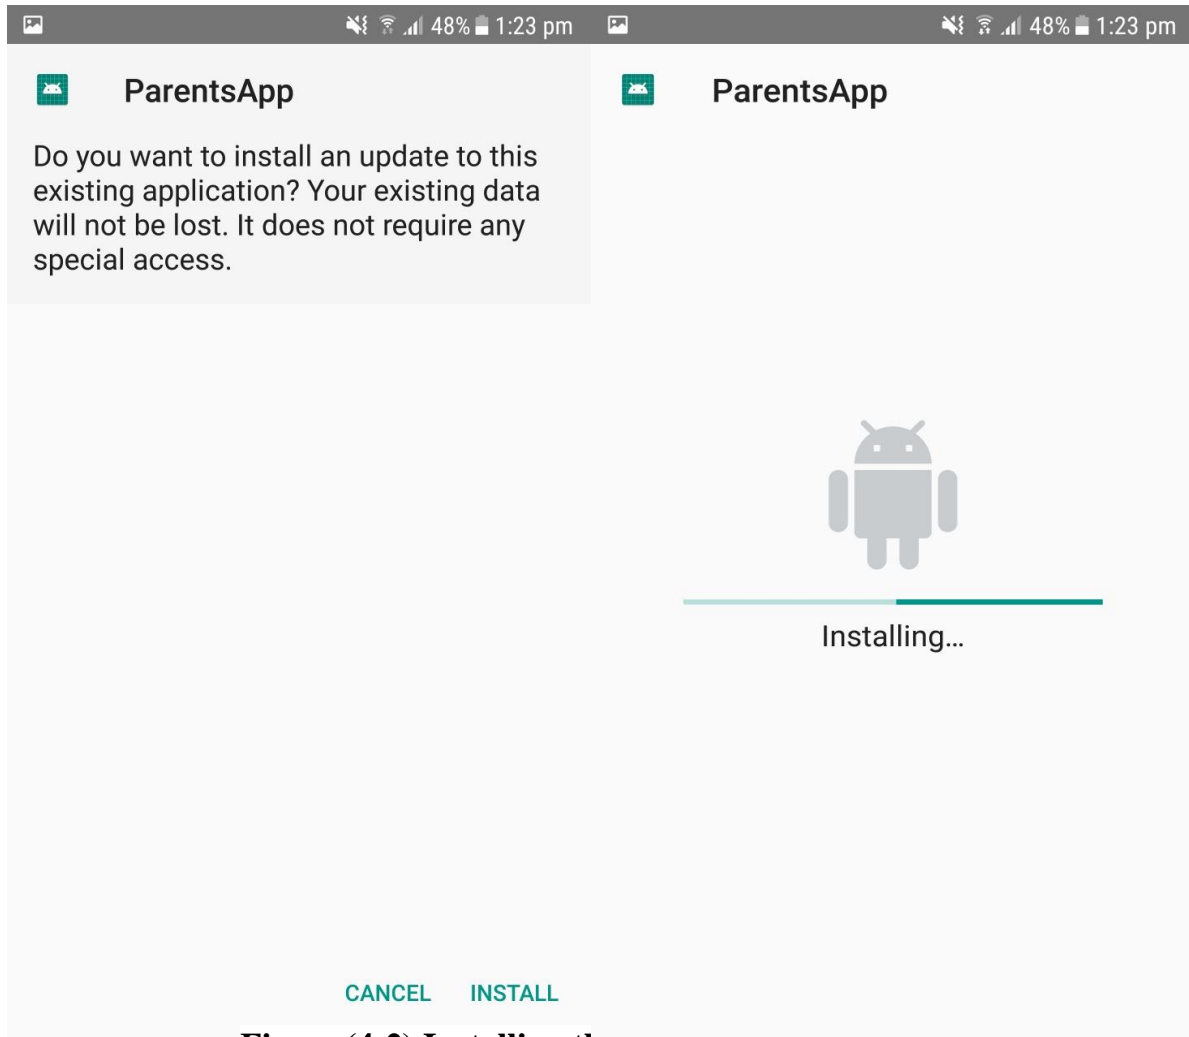 48% 1:23 pm
ParentsApp
Do you want to install an update to this
existing application? Your existing data
will not be lost. It does not require any
special access.
CANCEL INSTALL
48% 1:23 pm
ParentsApp
Installing...